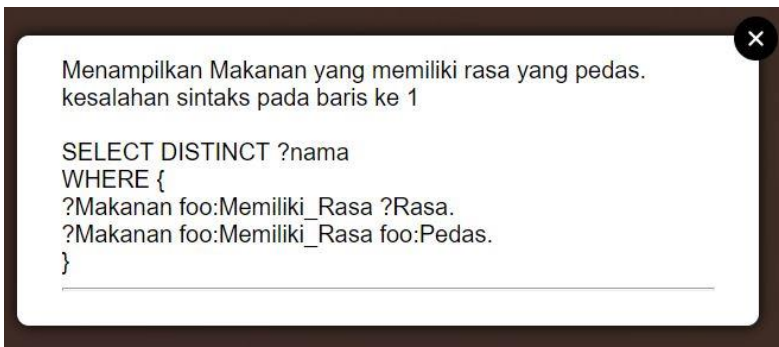 Menampilkan Makanan yang memiliki rasa yang pedas.
kesalahan sintaks pada baris ke 1
SELECT DISTINCT ?nama
WHERE {
?Makanan foo:Memiliki_Rasa ?Rasa.
?Makanan foo:Memiliki_Rasa foo:Pedas.
}